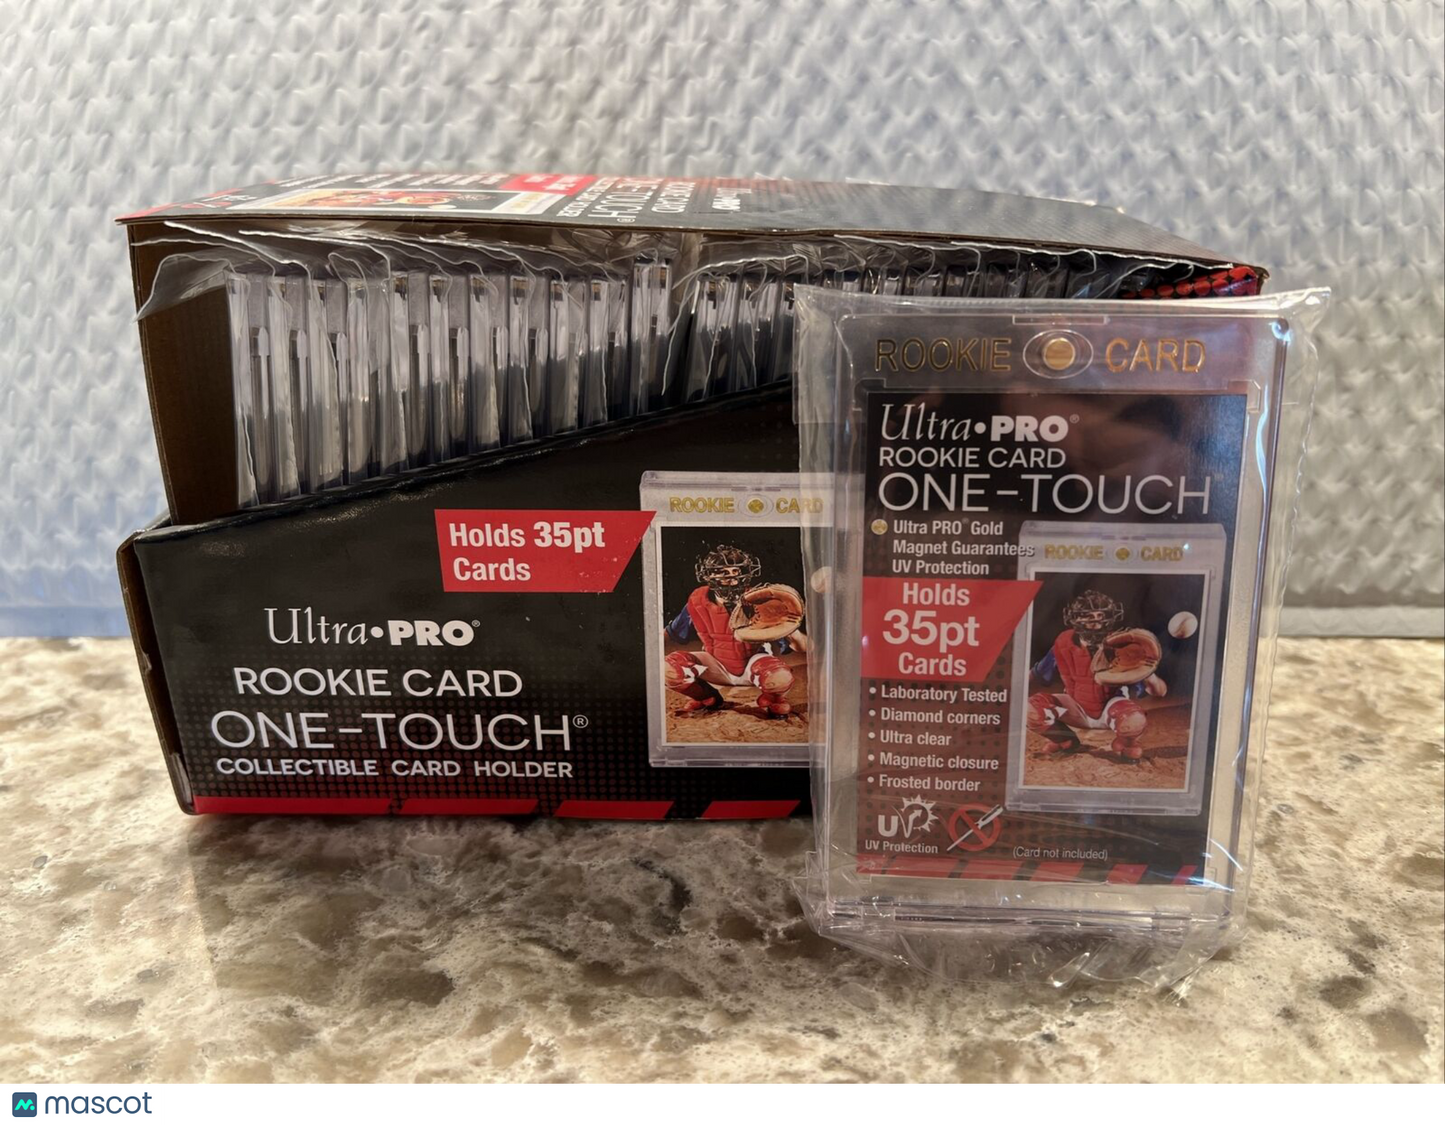 ROOKIE CARD
Ultra•PRO®
ROOKIE CARD
ONE-TOUCH™
Ultra PRO® Gold
Magnet Guarantees
UV Protection
ROOKIE CARD
Holds
35pt
Cards
• Laboratory Tested
• Diamond corners
• Ultra clear
• Magnetic closure
• Frosted border
UV
UV Protection
(Card not included)
ROOKIE CARD
Holds 35pt
Cards
Ultra•PRO®
ROOKIE CARD
ONE-TOUCH®
COLLECTIBLE CARD HOLDER
mascot